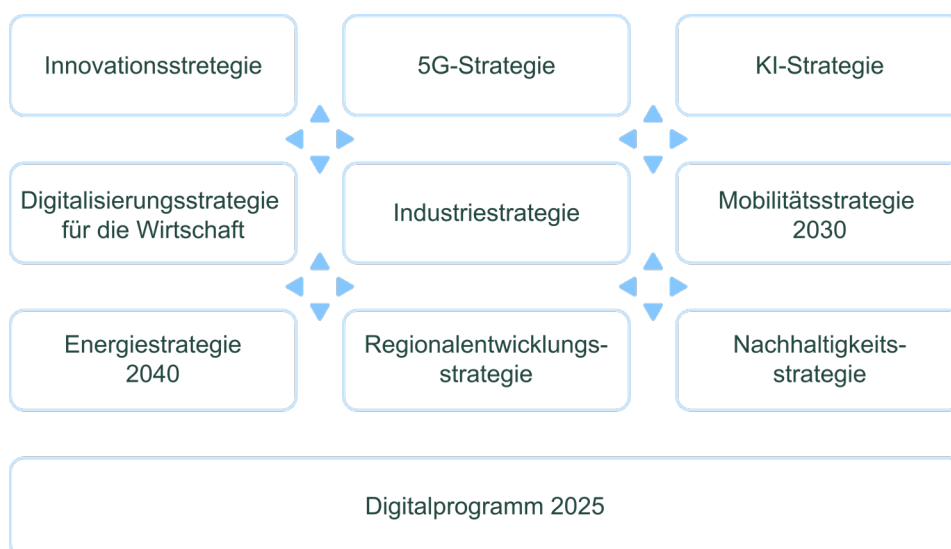 Innovationsstretegie
5G-Strategie
KI-Strategie
Digitalisierungsstrategie
für die Wirtschaft
Industriestrategie
Mobilitätsstrategie
2030
Energiestrategie
2040
Regionalentwicklungs-
strategie
Nachhaltigkeits-
strategie
Digitalprogramm 2025